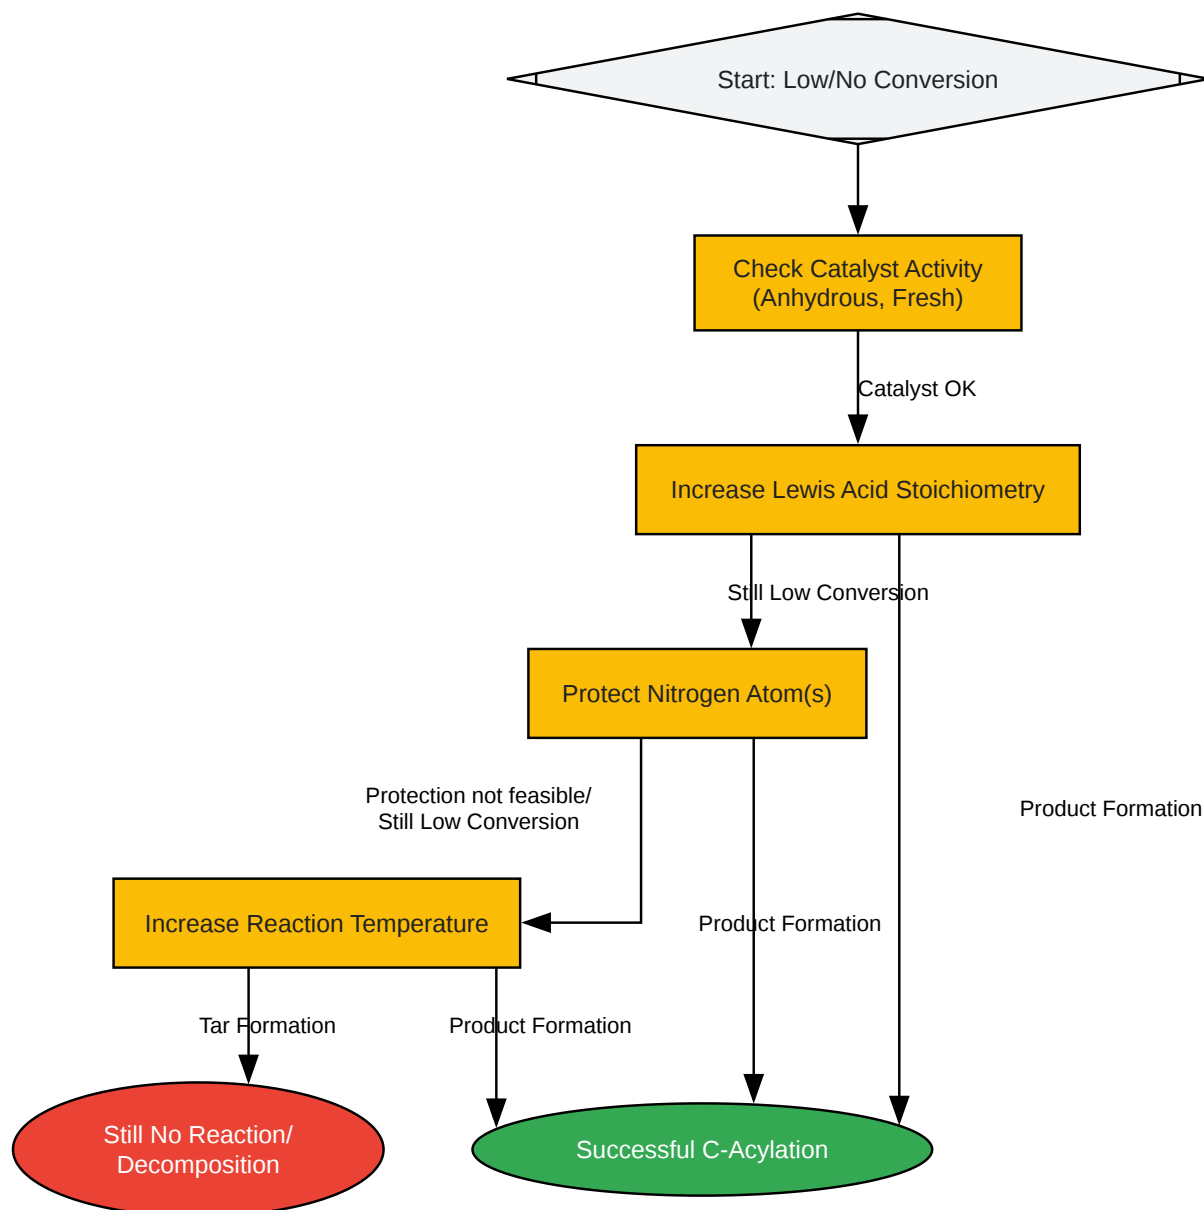 Start: Low/No Conversion
Check Catalyst Activity
(Anhydrous, Fresh)
Catalyst OK
Increase Lewis Acid Stoichiometry
Still Low Conversion
Protect Nitrogen Atom(s)
Protection not feasible/
Still Low Conversion
Product Formation
Increase Reaction Temperature
Product Formation
Tar Formation
Product Formation
Still No Reaction/
Decomposition
Successful C-Acylation